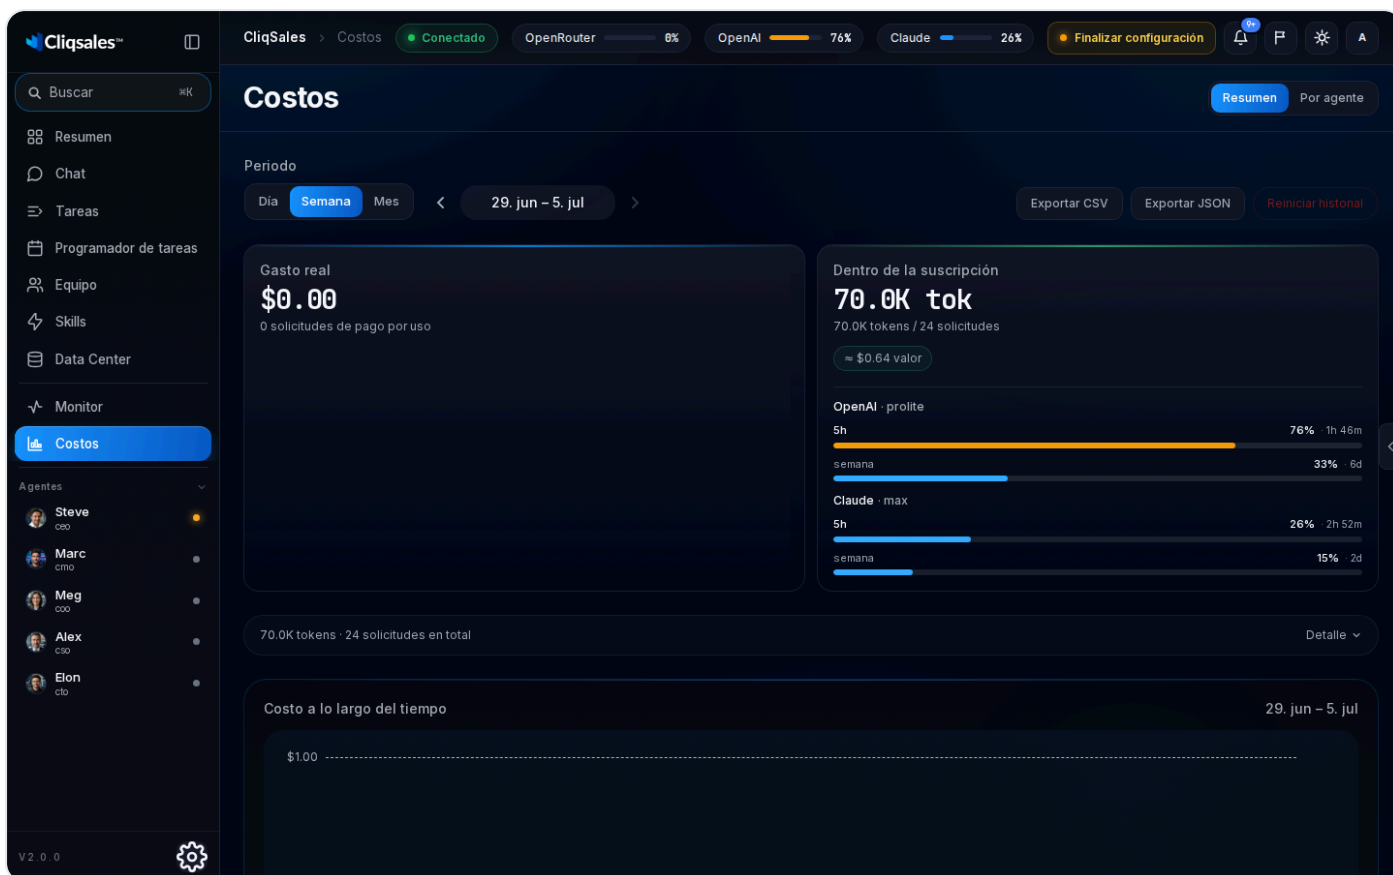 Cliqsales™
CliqSales > Costos
Conectado
OpenRouter 0%
OpenAI 76%
Claude 26%
Finalizar configuración
9+
A
Buscar ⌘K
Resumen
Chat
Tareas
Programador de tareas
Equipo
Skills
Data Center
Monitor
Costos
Agentes
Steve
ceo
Marc
cmo
Meg
coo
Alex
cso
Elon
cto
V2.0.0
Costos
Resumen Por agente
Periodo
Día Semana Mes
29. jun – 5. jul
Exportar CSV Exportar JSON Reiniciar historial
Gasto real
$0.00
0 solicitudes de pago por uso
Dentro de la suscripción
70.0K tok
70.0K tokens / 24 solicitudes
≈ $0.64 valor
OpenAI · prolite
5h 76% · 1h 46m
semana 33% · 6d
Claude · max
5h 26% · 2h 52m
semana 15% · 2d
70.0K tokens · 24 solicitudes en total Detalle
Costo a lo largo del tiempo 29. jun – 5. jul
$1.00